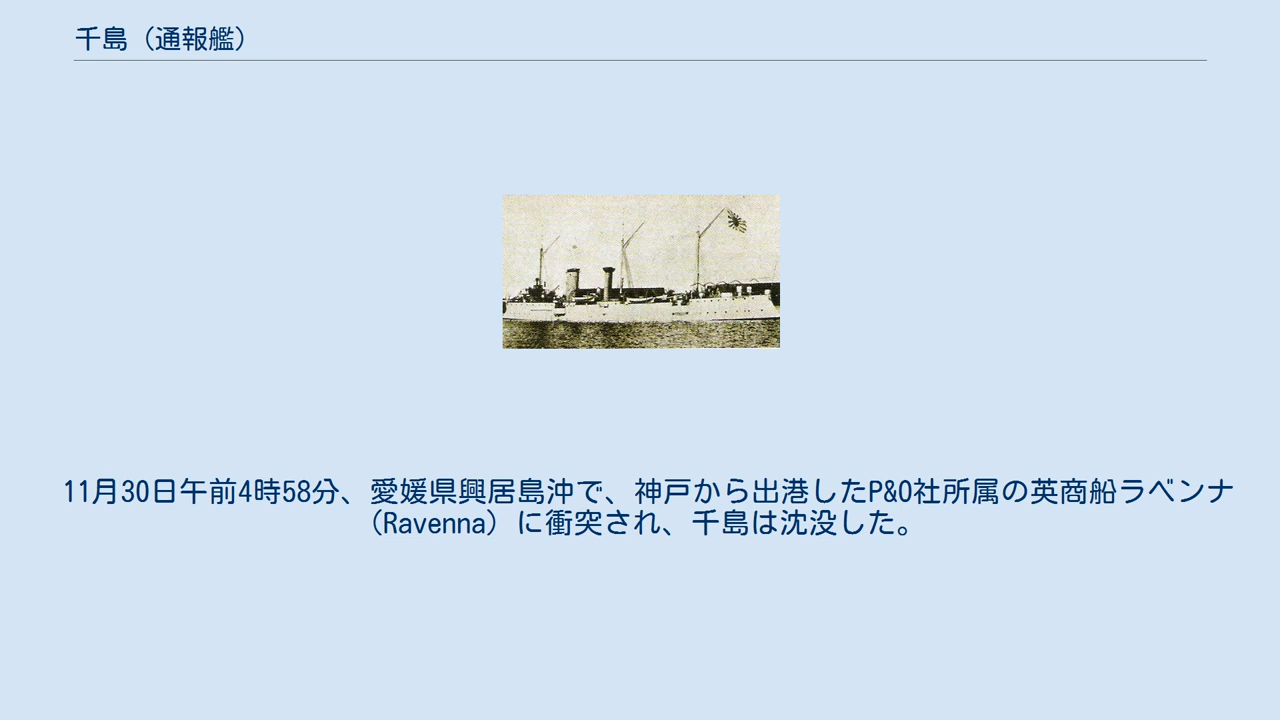 千島（通報艦）
11月30日午前4時58分、愛媛県興居島沖で、神戸から出港したP&O社所属の英商船ラベンナ
（Ravenna）に衝突され、千島は沈没した。